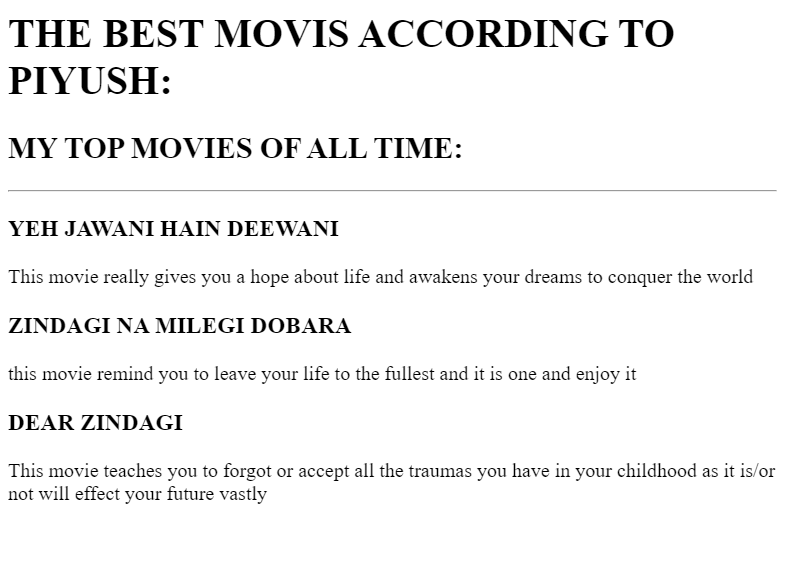 THE BEST MOVIS ACCORDING TO
PIYUSH:
MY TOP MOVIES OF ALL TIME:
YEH JAWANI HAIN DEEWANI
This movie really gives you a hope about life and awakens your dreams to conquer the world
ZINDAGI NA MILEGI DOBARA
this movie remind you to leave your life to the fullest and it is one and enjoy it
DEAR ZINDAGI
This movie teaches you to forgot or accept all the traumas you have in your childhood as it is/or
not will effect your future vastly